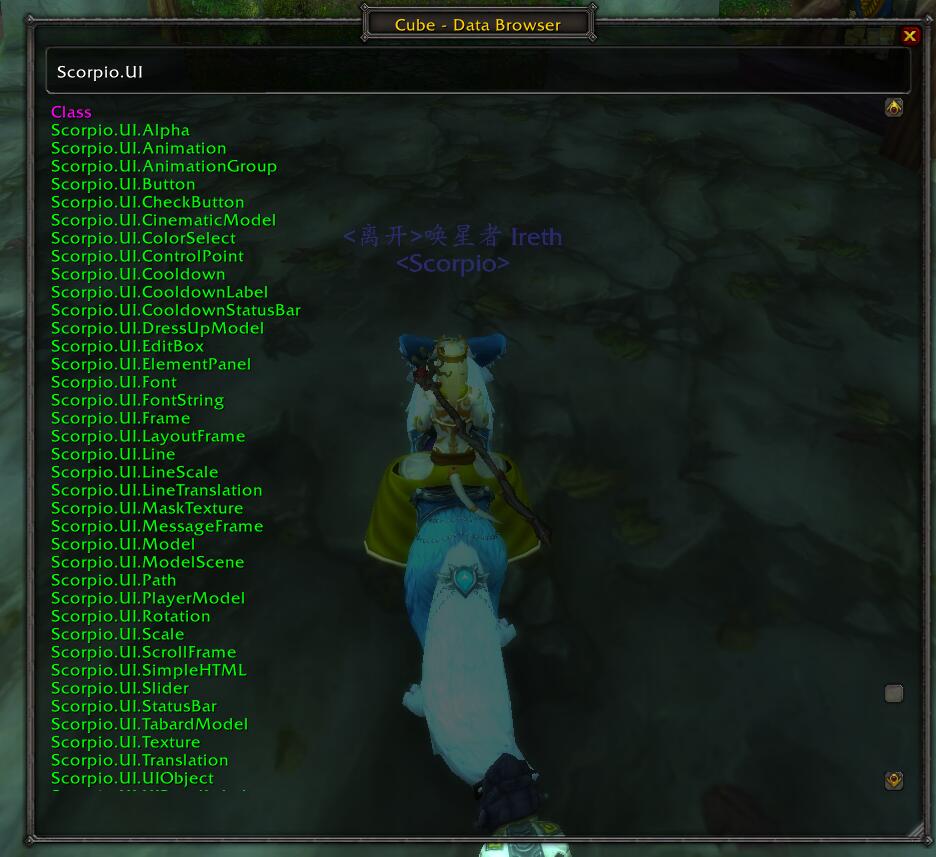 Cube - Data Browser
Scorpio.UI
Class
Scorpio.UI.Alpha
Scorpio.UI.Animation
Scorpio.UI.AnimationGroup
Scorpio.UI.Button
Scorpio.UI.CheckButton
Scorpio.UI.CinematicModel
Scorpio.UI.ColorSelect
Scorpio.UI.ControlPoint
Scorpio.UI.Cooldown
Scorpio.UI.CooldownLabel
Scorpio.UI.CooldownStatusBar
Scorpio.UI.DressUpModel
Scorpio.UI.EditBox
Scorpio.UI.ElementPanel
Scorpio.UI.Font
Scorpio.UI.FontString
Scorpio.UI.Frame
Scorpio.UI.LayoutFrame
Scorpio.UI.Line
Scorpio.UI.LineScale
Scorpio.UI.LineTranslation
Scorpio.UI.MaskTexture
Scorpio.UI.MessageFrame
Scorpio.UI.Model
Scorpio.UI.ModelScene
Scorpio.UI.Path
Scorpio.UI.PlayerModel
Scorpio.UI.Rotation
Scorpio.UI.Scale
Scorpio.UI.ScrollFrame
Scorpio.UI.SimpleHTML
Scorpio.UI.Slider
Scorpio.UI.StatusBar
Scorpio.UI.TabardModel
Scorpio.UI.Texture
Scorpio.UI.Translation
Scorpio.UI.UIObject
<离开>唤星者 Ireth
<Scorpio>